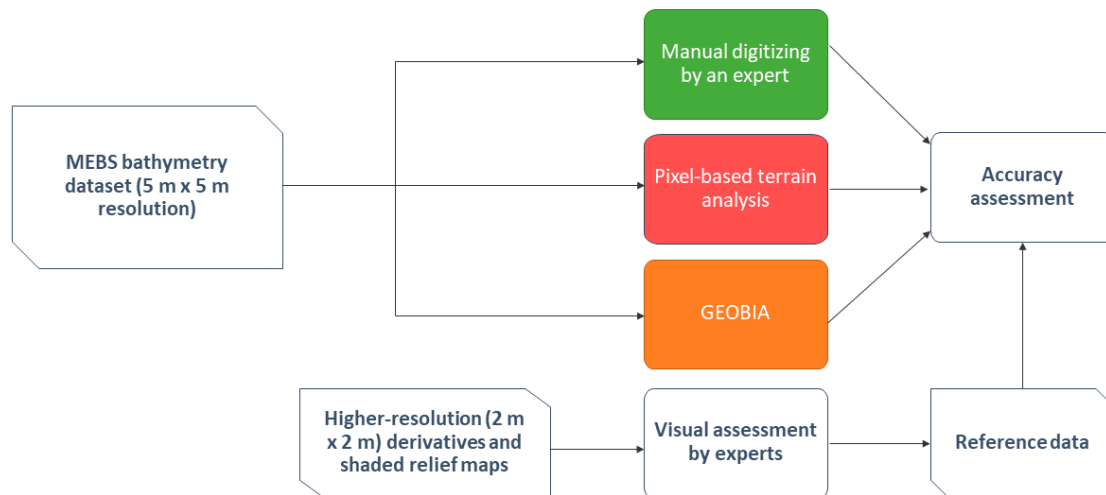 Manual digitizing
by an expert
MEBS bathymetry
dataset (5 m x 5 m
resolution)
Pixel-based terrain
analysis
Accuracy
assessment
GEOBIA
Higher-resolution (2 m
x 2 m) derivatives and
shaded relief maps
Visual assessment
by experts
Reference data